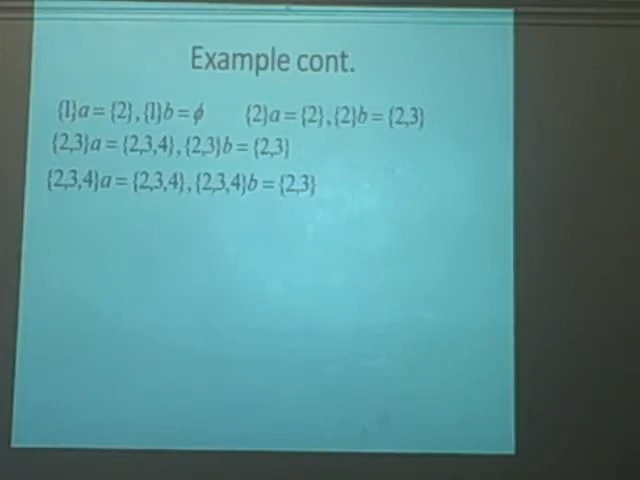 Example cont.
{1}a = {2}, {1}b = ϕ {2}a = {2}, {2}b = {2,3}
{2,3}a = {2,3,4}, {2,3}b = {2,3}
{2,3,4}a = {2,3,4}, {2,3,4}b = {2,3}